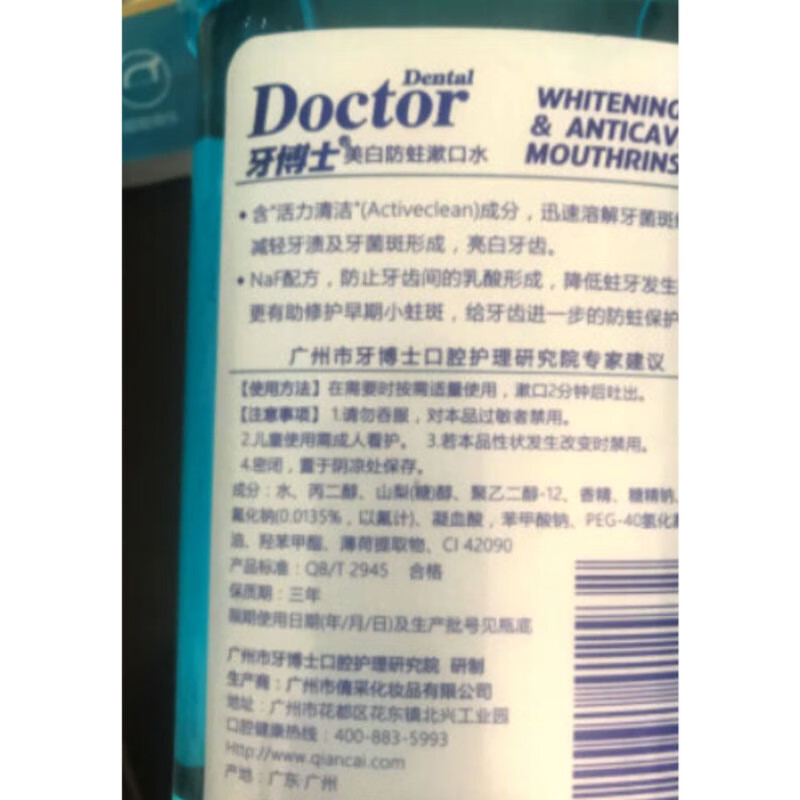 Dental
Doctor
牙博士® 美白防蛀漱口水
WHITENING
& ANTICAV
MOUTHRINS
• 含"活力清洁"(Activeclean)成分，迅速溶解牙菌斑
减轻牙渍及牙菌斑形成，亮白牙齿。
• NaF配方，防止牙齿间的乳酸形成，降低蛀牙发生
更有助修护早期小蛀斑，给牙齿进一步的防蛀保护
广州市牙博士口腔护理研究院专家建议
【使用方法】在需要时按需适量使用，漱口2分钟后吐出。
【注意事项】1.请勿吞服，对本品过敏者禁用。
2.儿童使用需成人看护。 3.若本品性状发生改变时禁用。
4.密闭，置于阴凉处保存。
成分：水、丙二醇、山梨(糖)醇、聚乙二醇-12、香精、糖精钠、
氟化钠(0.0135%，以氟计)、凝血酸，苯甲酸钠、PEG-40氢化
油、羟苯甲酯、薄荷提取物、CI 42090
产品标准：QB/T 2945 合格
保质期：三年
限期使用日期(年/月/日)及生产批号见瓶底
广州市牙博士口腔护理研究院 研制
生产商：广州市倩采化妆品有限公司
地址：广州市花都区花东镇北兴工业园
口腔健康热线：400-883-5993
Http://www.qiancai.com
产地：广东·广州